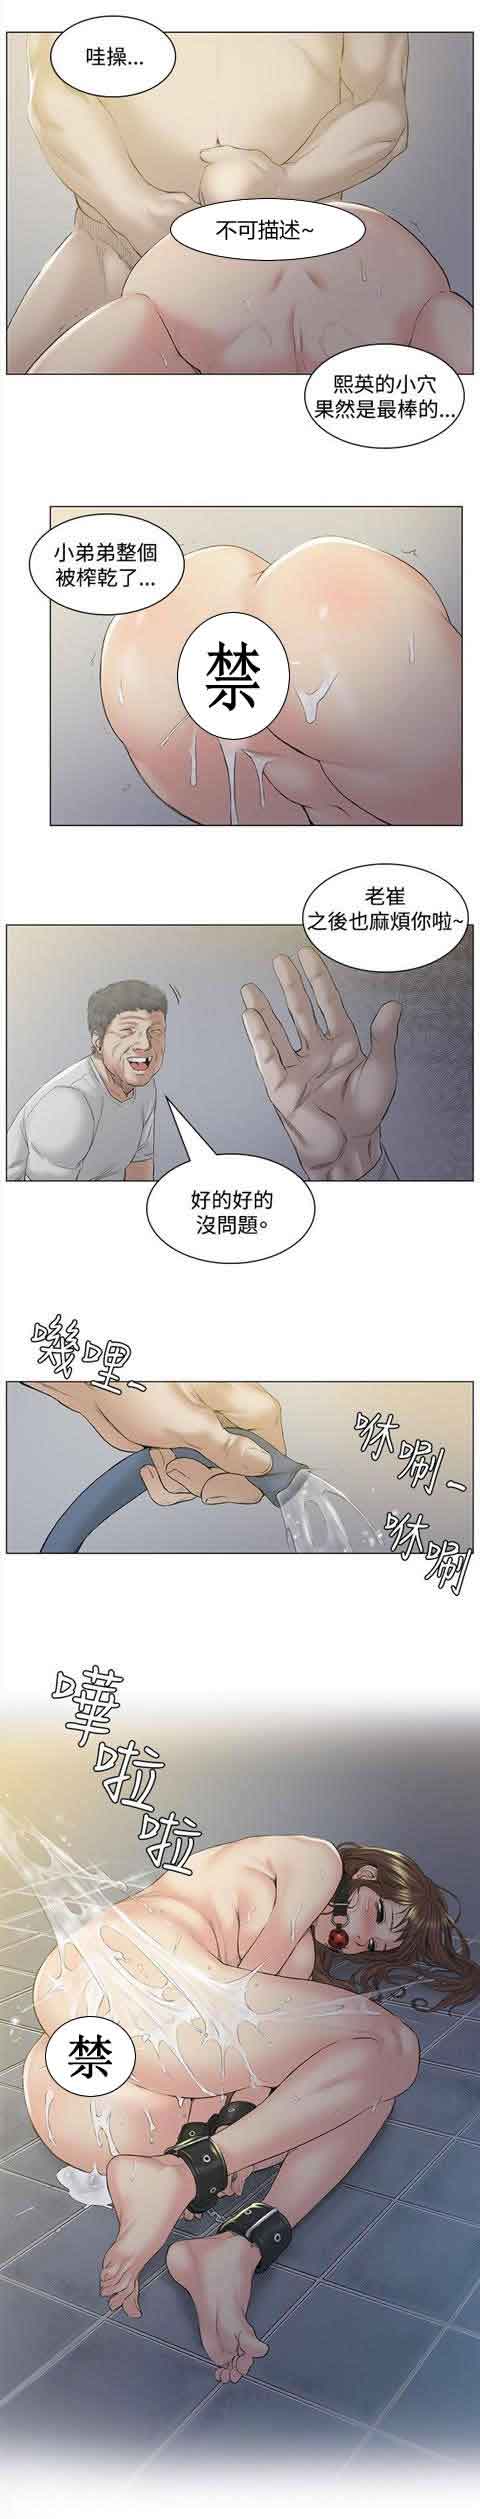 哇操...
不可描述~
熙英的小穴
果然是最棒的...
小弟弟整個
被榨乾了...
禁
老崔
之後也麻煩你啦~
好的好的
沒問題。
嘰哩-
咻唰-
咻唰
嘩啦啦
禁